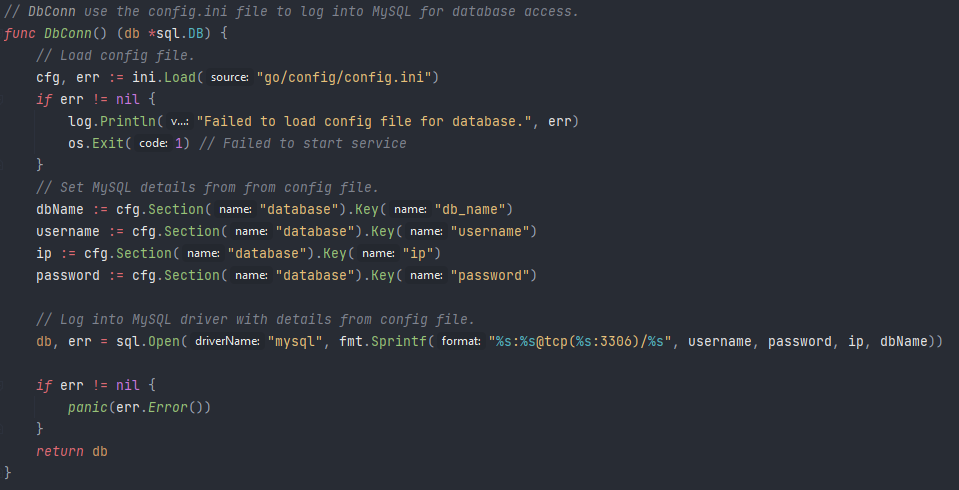 // DbConn use the config.ini file to log into MySQL for database access.
func DbConn() (db *sql.DB) {
    // Load config file.
    cfg, err := ini.Load( source: "go/config/config.ini")
    if err != nil {
        log.Println( v...: "Failed to load config file for database.", err)
        os.Exit( code: 1) // Failed to start service
    }
    // Set MySQL details from from config file.
    dbName := cfg.Section( name: "database").Key( name: "db_name")
    username := cfg.Section( name: "database").Key( name: "username")
    ip := cfg.Section( name: "database").Key( name: "ip")
    password := cfg.Section( name: "database").Key( name: "password")

    // Log into MySQL driver with details from config file.
    db, err = sql.Open( driverName: "mysql", fmt.Sprintf( format: "%s:%s@tcp(%s:3306)/%s", username, password, ip, dbName))

    if err != nil {
        panic(err.Error())
    }
    return db
}